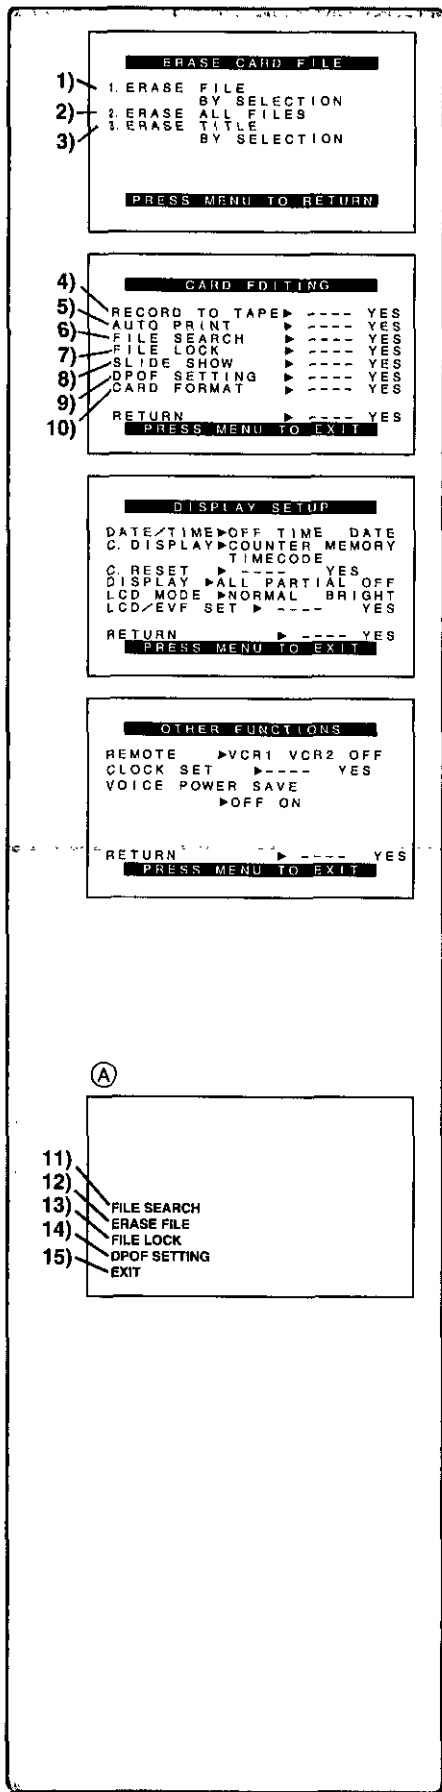 ERASE CARD FILE
1) 1. ERASE FILE
BY SELECTION
2) 2. ERASE ALL FILES
3) 3. ERASE TITLE
BY SELECTION
PRESS MENU TO RETURN
CARD EDITING
4) RECORD TO TAPE▶ ---- YES
5) AUTO PRINT ▶ ---- YES
6) FILE SEARCH ▶ ---- YES
7) FILE LOCK ▶ ---- YES
8) SLIDE SHOW ▶ ---- YES
9) DPOF SETTING ▶ ---- YES
10) CARD FORMAT ▶ ---- YES
RETURN ▶ ---- YES
PRESS MENU TO EXIT
DISPLAY SETUP
DATE/TIME▶OFF TIME DATE
C. DISPLAY▶COUNTER MEMORY
TIMECODE
C. RESET ▶ ---- YES
DISPLAY ▶ALL PARTIAL OFF
LCD MODE ▶NORMAL BRIGHT
LCD/EVF SET ▶ ---- YES
RETURN ▶ ---- YES
PRESS MENU TO EXIT
OTHER FUNCTIONS
REMOTE ▶VCR1 VCR2 OFF
CLOCK SET ▶---- YES
VOICE POWER SAVE
▶OFF ON
RETURN ▶ ---- YES
PRESS MENU TO EXIT
Ⓐ
11) FILE SEARCH
12) ERASE FILE
13) FILE LOCK
14) DPOF SETTING
15) EXIT